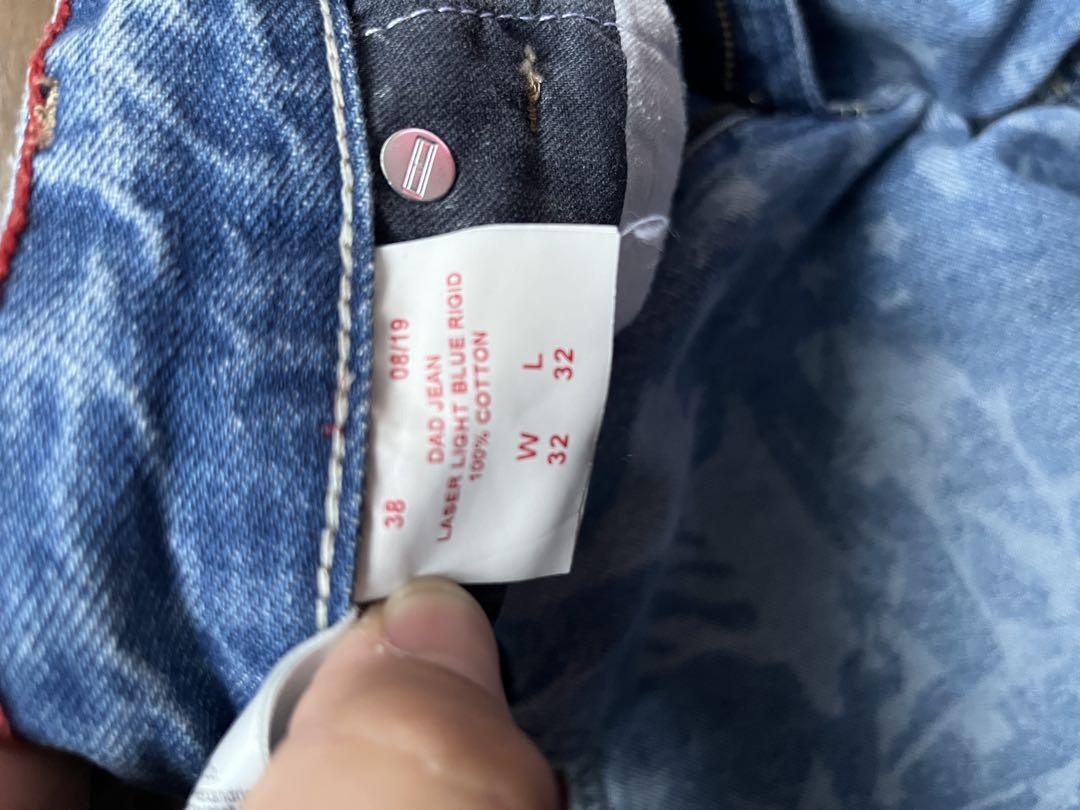 38 08/19
DAD JEAN
LASER LIGHT BLUE RIGID
100% COTTON
W L
32 32